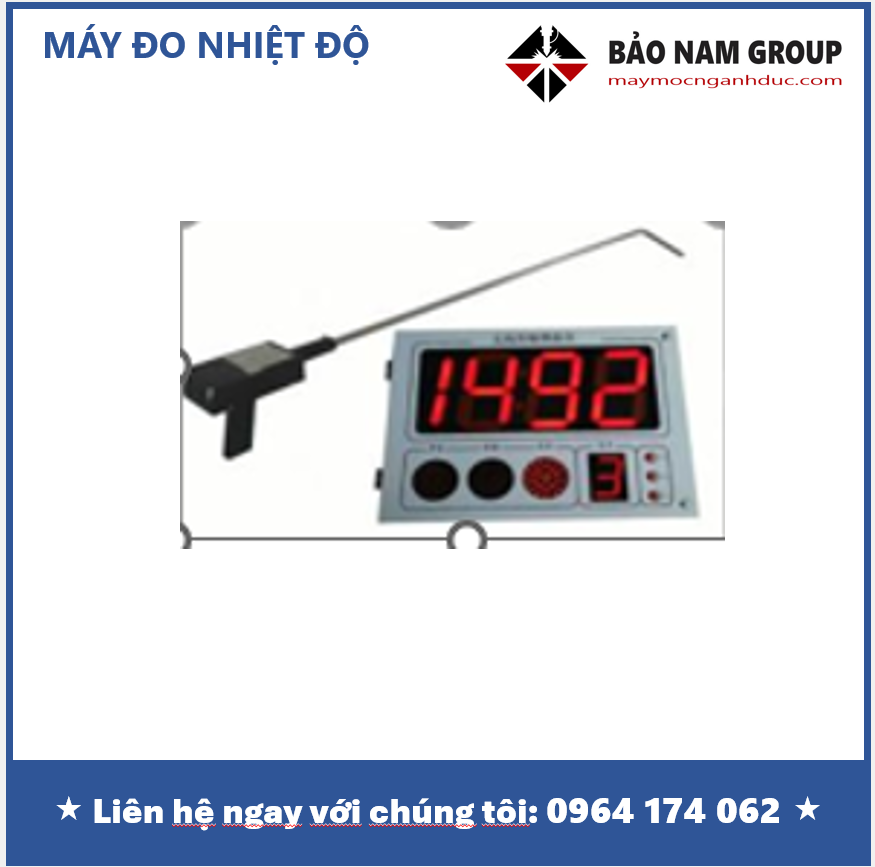 MÁY ĐO NHIỆT ĐỘ
BẢO NAM GROUP
maymocnganhduc.com
1492
3
★ Liên hệ ngay với chúng tôi: 0964 174 062 ★